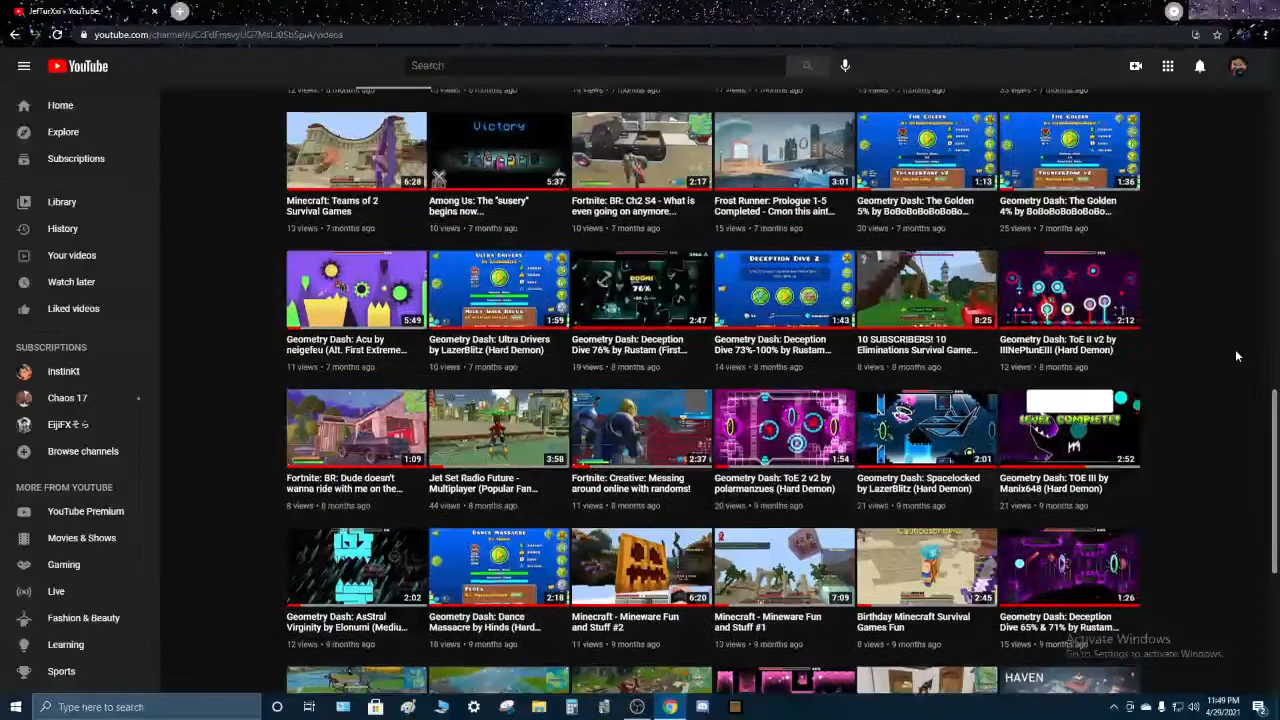 JefTurXxi - YouTube
youtube.com/channel/
/videos
YouTube
Search
Home
Explore
Subscriptions
Library
History
Your videos
Watch later
Liked videos
SUBSCRIPTIONS
instinKt
Chaos 17
Browse channels
MORE FROM YOUTUBE
YouTube Premium
Movies & Shows
Gaming
Live
Fashion & Beauty
Learning
Sports
6:28
Victory
5:37
2:17
3:01
THE GOLDEN
1:13
THE GOLDEN
1:36
Minecraft: Teams of 2
Survival Games
13 views • 7 months ago
Among Us: The "susery"
begins now...
10 views • 7 months ago
Fortnite: BR: Ch2 S4 - What is
even going on anymore...
10 views • 7 months ago
Frost Runner: Prologue 1-5
Completed - Cmon this aint...
15 views • 7 months ago
Geometry Dash: The Golden
5% by BoBoBoBoBoBoBo...
30 views • 7 months ago
Geometry Dash: The Golden
4% by BoBoBoBoBoBoBo...
25 views • 7 months ago
5:49
ULTRA DRIVERS
1:59
76%
2:47
DECEPTION DIVE 2
1:43
8:25
2:12
Geometry Dash: Acu by
neigefeu (Alt. First Extreme...
11 views • 7 months ago
Geometry Dash: Ultra Drivers
by LazerBlitz (Hard Demon)
10 views • 7 months ago
Geometry Dash: Deception
Dive 76% by Rustam (First...
19 views • 8 months ago
Geometry Dash: Deception
Dive 73%-100% by Rustam...
14 views • 8 months ago
10 SUBSCRIBERS! 10
Eliminations Survival Game...
8 views • 8 months ago
Geometry Dash: ToE II v2 by
IIINePtunEIII (Hard Demon)
12 views • 8 months ago
1:09
3:58
2:37
1:54
2:01
LEVEL COMPLETE!
2:52
Fortnite: BR: Dude doesn't
wanna ride with me on the...
8 views • 8 months ago
Jet Set Radio Future -
Multiplayer (Popular Fan...
44 views • 8 months ago
Fortnite: Creative: Messing
around online with randoms!
11 views • 8 months ago
Geometry Dash: ToE 2 v2 by
polarmanzues (Hard Demon)
20 views • 9 months ago
Geometry Dash: Spacelocked
by LazerBlitz (Hard Demon)
21 views • 9 months ago
Geometry Dash: TOE III by
Manix648 (Hard Demon)
21 views • 9 months ago
2:02
DANCE MASSACRE
2:18
6:20
7:09
2:45
1:26
Geometry Dash: AsStral
Virginity by Elonumi (Mediu...
12 views • 9 months ago
Geometry Dash: Dance
Massacre by Hinds (Hard...
18 views • 9 months ago
Minecraft - Mineware Fun
and Stuff #2
11 views • 9 months ago
Minecraft - Mineware Fun
and Stuff #1
13 views • 9 months ago
Birthday Minecraft Survival
Games Fun
8 views • 9 months ago
Geometry Dash: Deception
Dive 65% & 71% by Rustam...
15 views • 9 months ago
HAVEN
Activate Windows
Go to Settings to activate Windows.
Type here to search
11:49 PM
4/29/2021